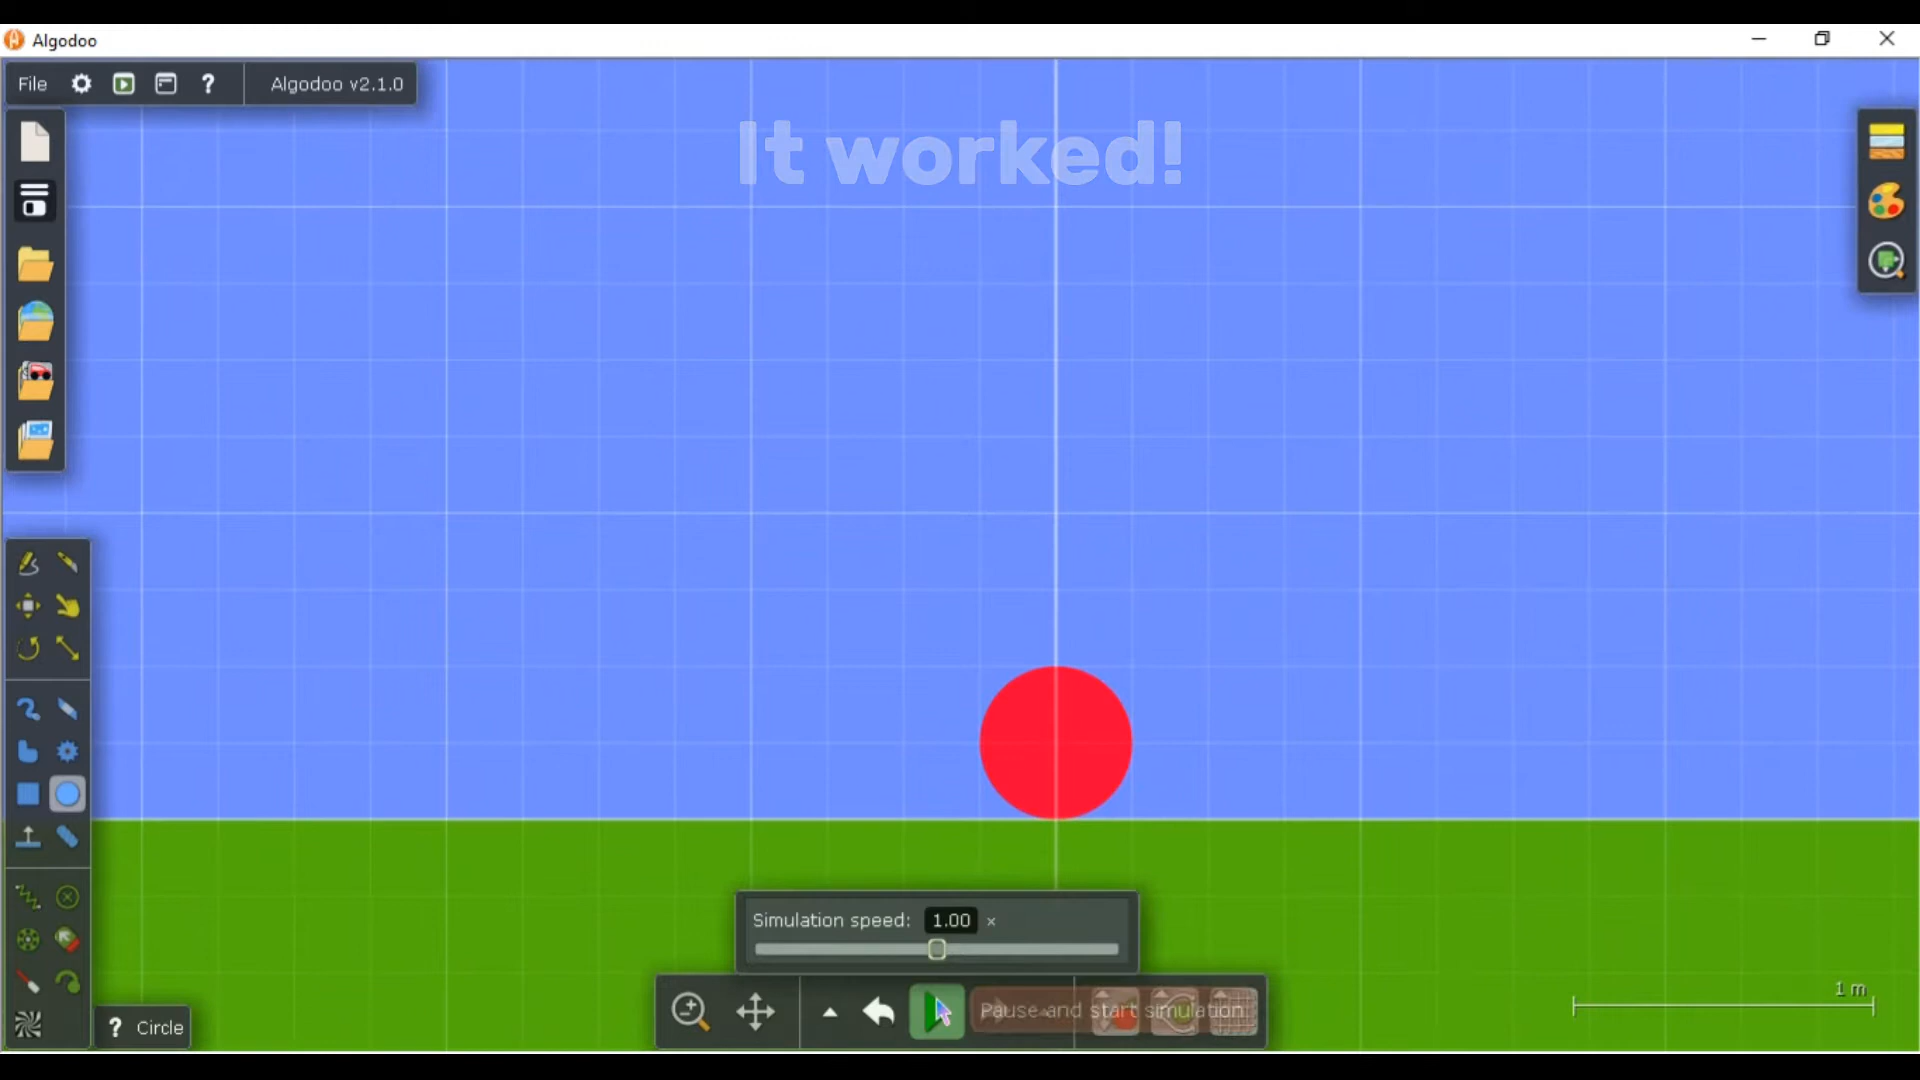 Algodoo
File ? Algodoo v2.1.0
It worked!
Simulation speed: 1.00 ×
Pause and start simulation
1 m
? Circle